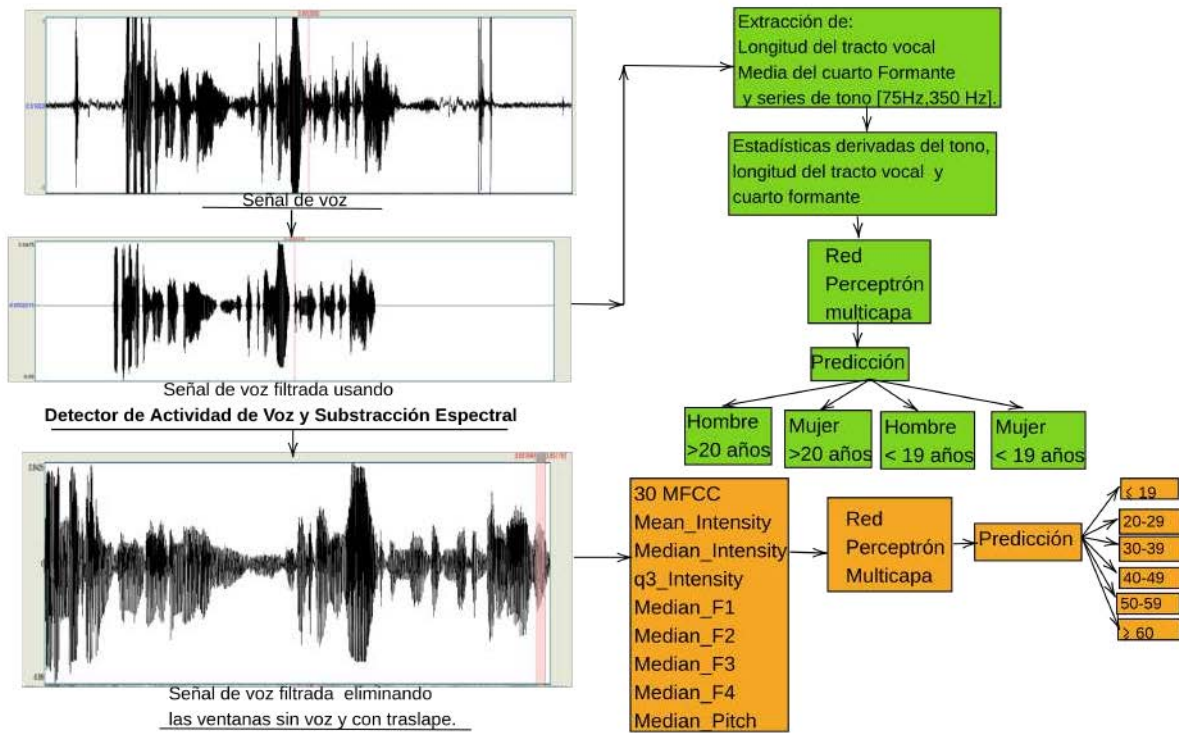 Señal de voz
Señal de voz filtrada usando
Detector de Actividad de Voz y Substracción Espectral
Señal de voz filtrada eliminando
las ventanas sin voz y con traslape.
Extracción de:
Longitud del tracto vocal
Media del cuarto Formante
y series de tono [75Hz,350 Hz].
Estadísticas derivadas del tono,
longitud del tracto vocal y
cuarto formante
Red
Perceptrón
multicapa
Predicción
Hombre
>20 años
Mujer
>20 años
Hombre
< 19 años
Mujer
< 19 años
30 MFCC
Mean_Intensity
Median_Intensity
q3_Intensity
Median_F1
Median_F2
Median_F3
Median_F4
Median_Pitch
Red
Perceptrón
Multicapa
Predicción
≤ 19
20-29
30-39
40-49
50-59
≥ 60